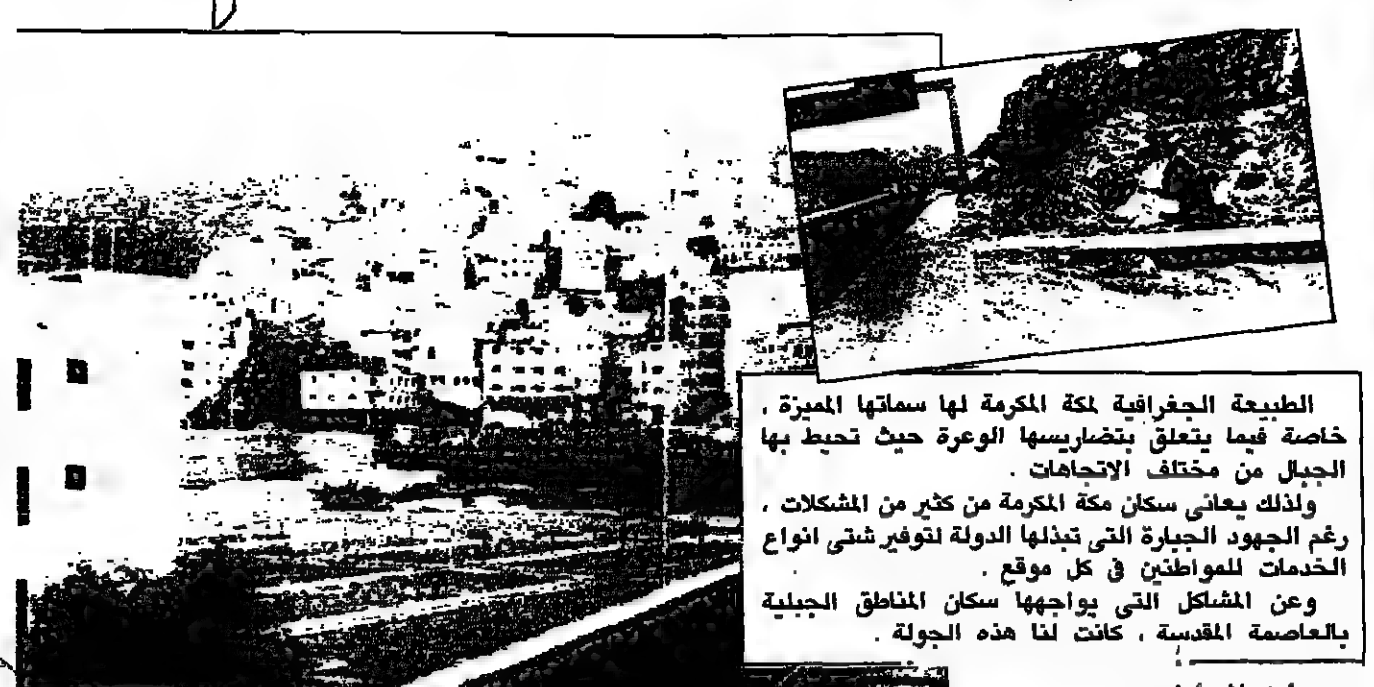 الطبيعة الجغرافية لمكة المكرمة لها سماتها المميزة ،
خاصة فيما يتعلق بتضاريسها الوعرة حيث تحيط بها
الجبال من مختلف الاتجاهات .
ولذلك يعانى سكان مكة المكرمة من كثير من المشكلات ،
رغم الجهود الجبارة التى تبذلها الدولة لتوفير شتى انواع
الخدمات للمواطنين فى كل موقع .
وعن المشاكل التى يواجهها سكان المناطق الجبلية
بالعاصمة المقدسة ، كانت لنا هذه الجولة .